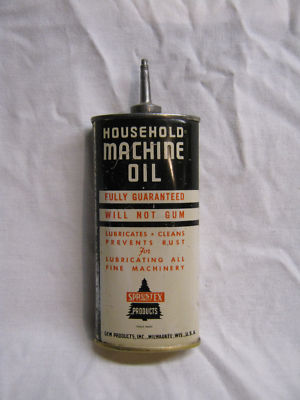 HOUSEHOLD
MACHINE
OIL
FULLY GUARANTEED
WILL NOT GUM
LUBRICATES • CLEANS
PREVENTS RUST
For
LUBRICATING ALL
FINE MACHINERY
PRODUCTS
GEM PRODUCTS, INC., MILWAUKEE, WIS., U.S.A.